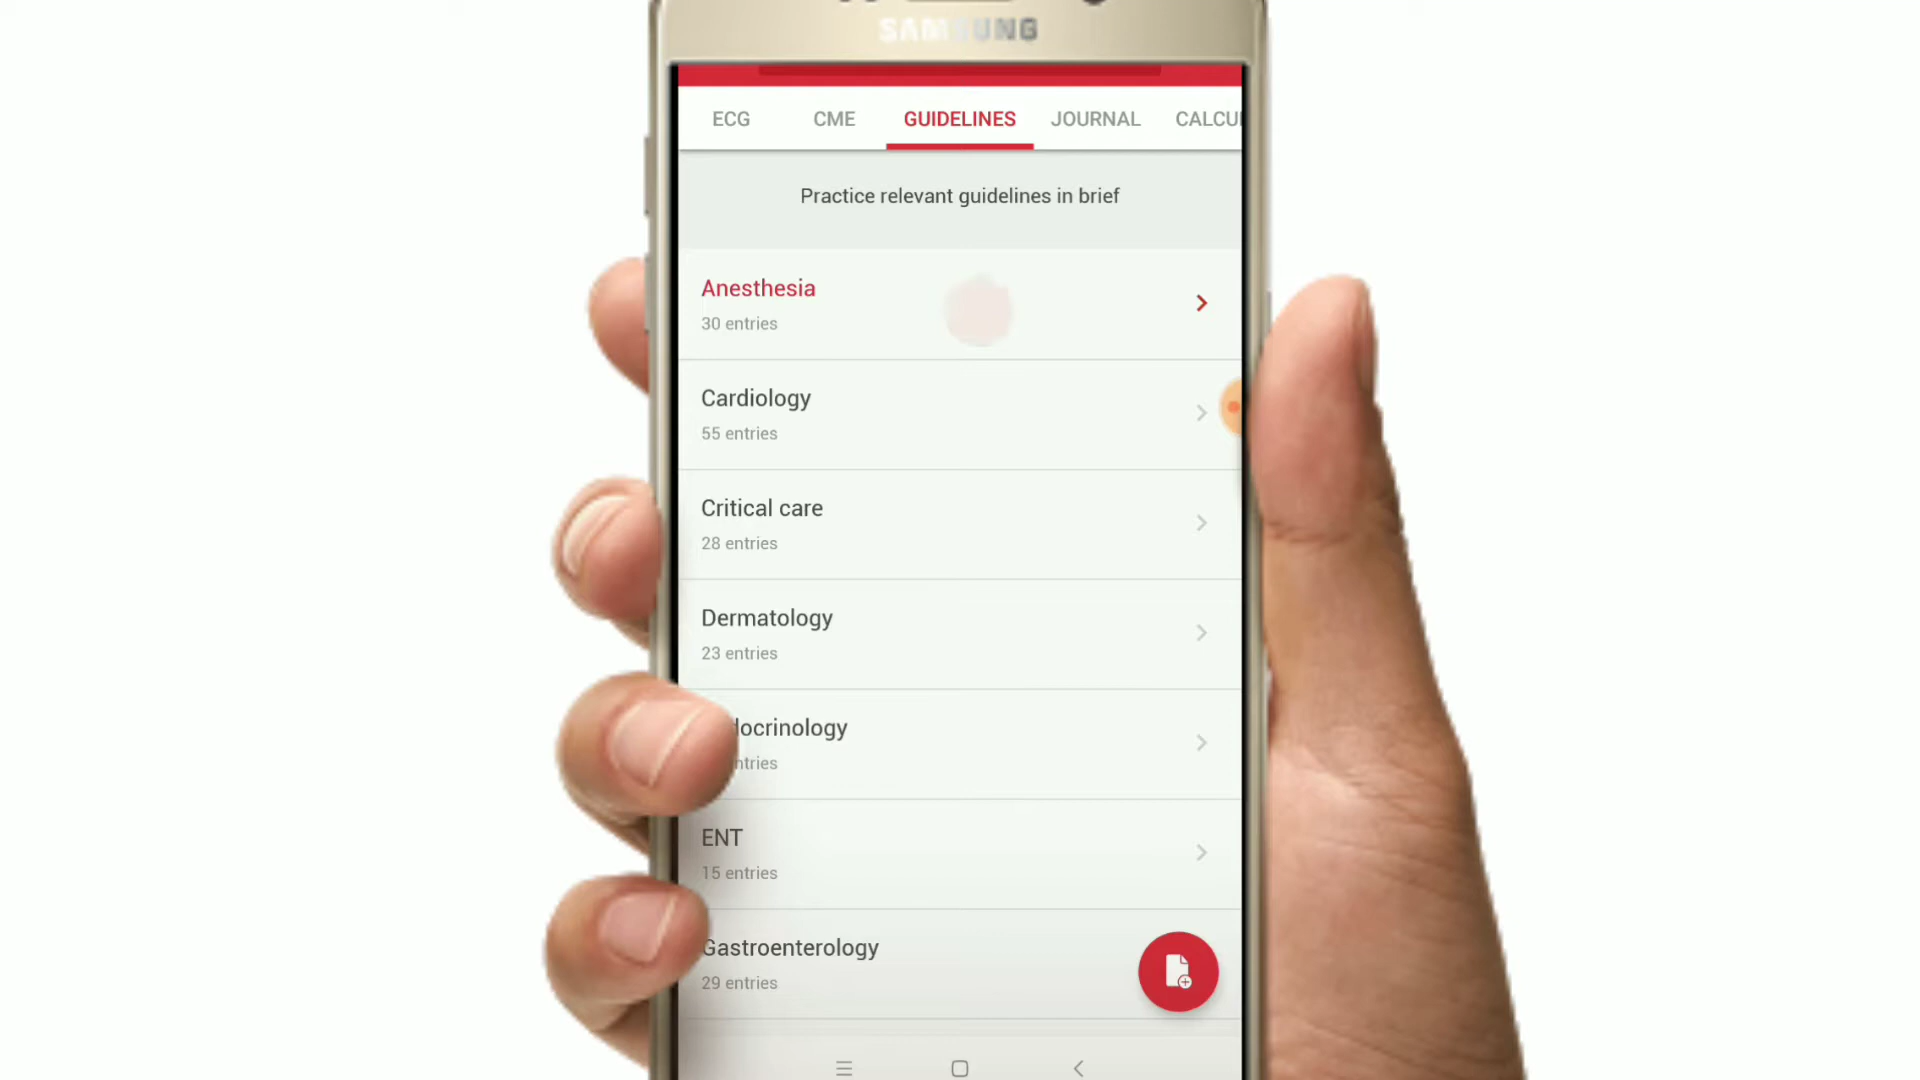 SAMSUNG
ECG CME GUIDELINES JOURNAL
Practice relevant guidelines in brief
Anesthesia
30 entries
Cardiology
55 entries
Critical care
28 entries
Dermatology
23 entries
ENT
15 entries
Gastroenterology
29 entries